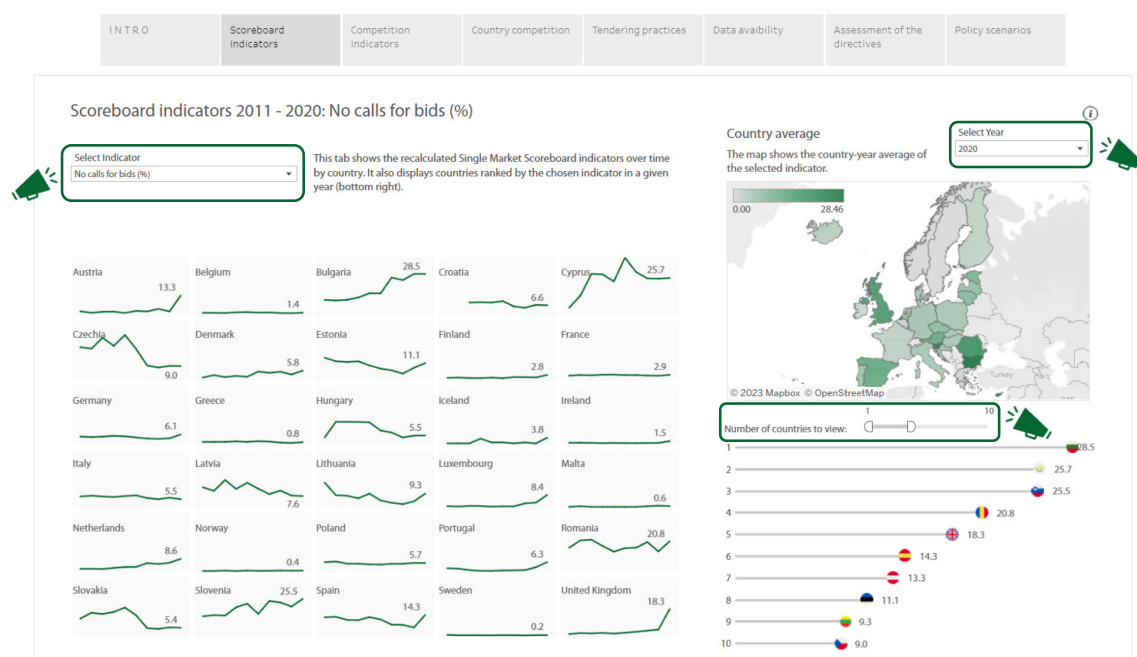 INTRO
Scoreboard indicators
Competition indicators
Country competition
Tendering practices
Data avaibility
Assessment of the directives
Policy scenarios
Scoreboard indicators 2011 - 2020: No calls for bids (%)
Select Indicator
No calls for bids (%)
This tab shows the recalculated Single Market Scoreboard indicators over time
by country. It also displays countries ranked by the chosen indicator in a given
year (bottom right).
Country average
The map shows the country-year average of
the selected indicator.
Select Year
2020
0.00 28.46
Turkey
© 2023 Mapbox © OpenStreetMap
Austria 13.3
Belgium 1.4
Bulgaria 28.5
Croatia 6.6
Cyprus 25.7
Czechia 9.0
Denmark 5.8
Estonia 11.1
Finland 2.8
France 2.9
Germany 6.1
Greece 0.8
Hungary 5.5
Iceland 3.8
Ireland 1.5
Italy 5.5
Latvia 7.6
Lithuania 9.3
Luxembourg 8.4
Malta 0.6
Netherlands 8.6
Norway 0.4
Poland 5.7
Portugal 6.3
Romania 20.8
Slovakia 5.4
Slovenia 25.5
Spain 14.3
Sweden 0.2
United Kingdom 18.3
1 10
Number of countries to view:
1 28.5
2 25.7
3 25.5
4 20.8
5 18.3
6 14.3
7 13.3
8 11.1
9 9.3
10 9.0